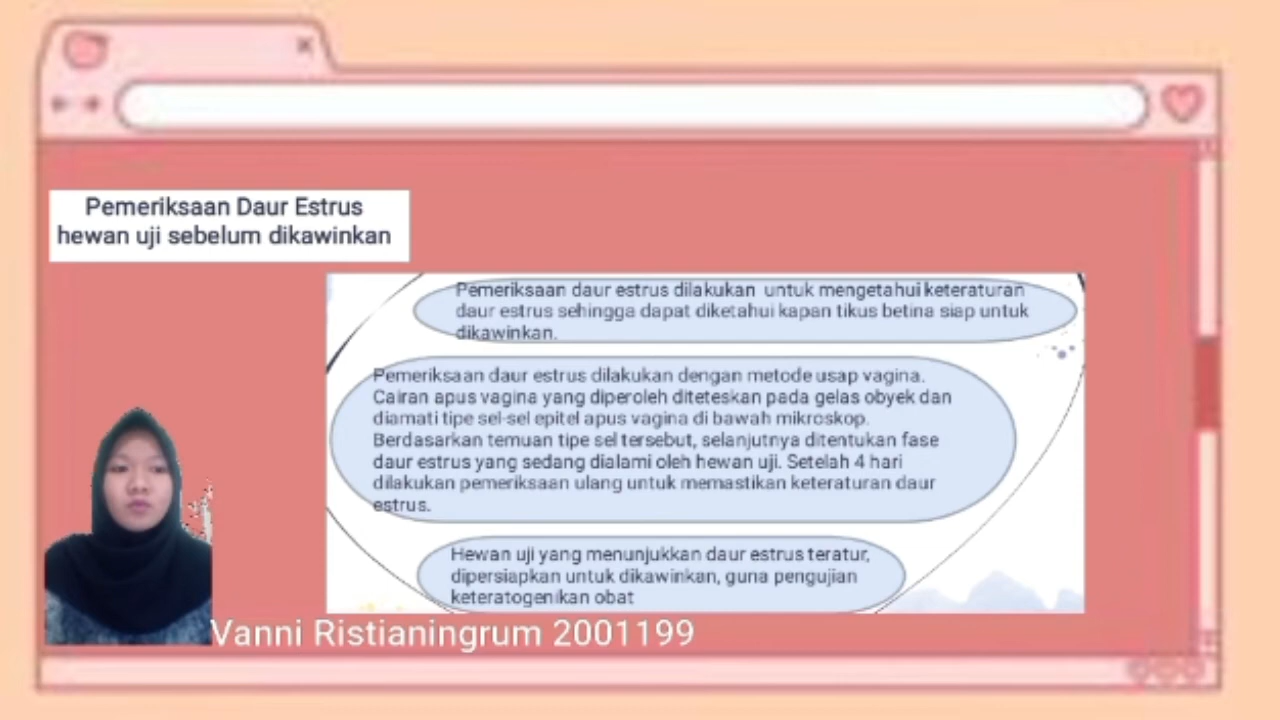 Pemeriksaan Daur Estrus
hewan uji sebelum dikawinkan
Pemeriksaan daur estrus dilakukan untuk mengetahui keteraturan
daur estrus sehingga dapat diketahui kapan tikus betina siap untuk
dikawinkan.
Pemeriksaan daur estrus dilakukan dengan metode usap vagina.
Cairan apus vagina yang diperoleh diteteskan pada gelas obyek dan
diamati tipe sel-sel epitel apus vagina di bawah mikroskop.
Berdasarkan temuan tipe sel tersebut, selanjutnya ditentukan fase
daur estrus yang sedang dialami oleh hewan uji. Setelah 4 hari
dilakukan pemeriksaan ulang untuk memastikan keteraturan daur
estrus.
Hewan uji yang menunjukkan daur estrus teratur,
dipersiapkan untuk dikawinkan, guna pengujian
keteratogenikan obat
Vanni Ristianingrum 2001199